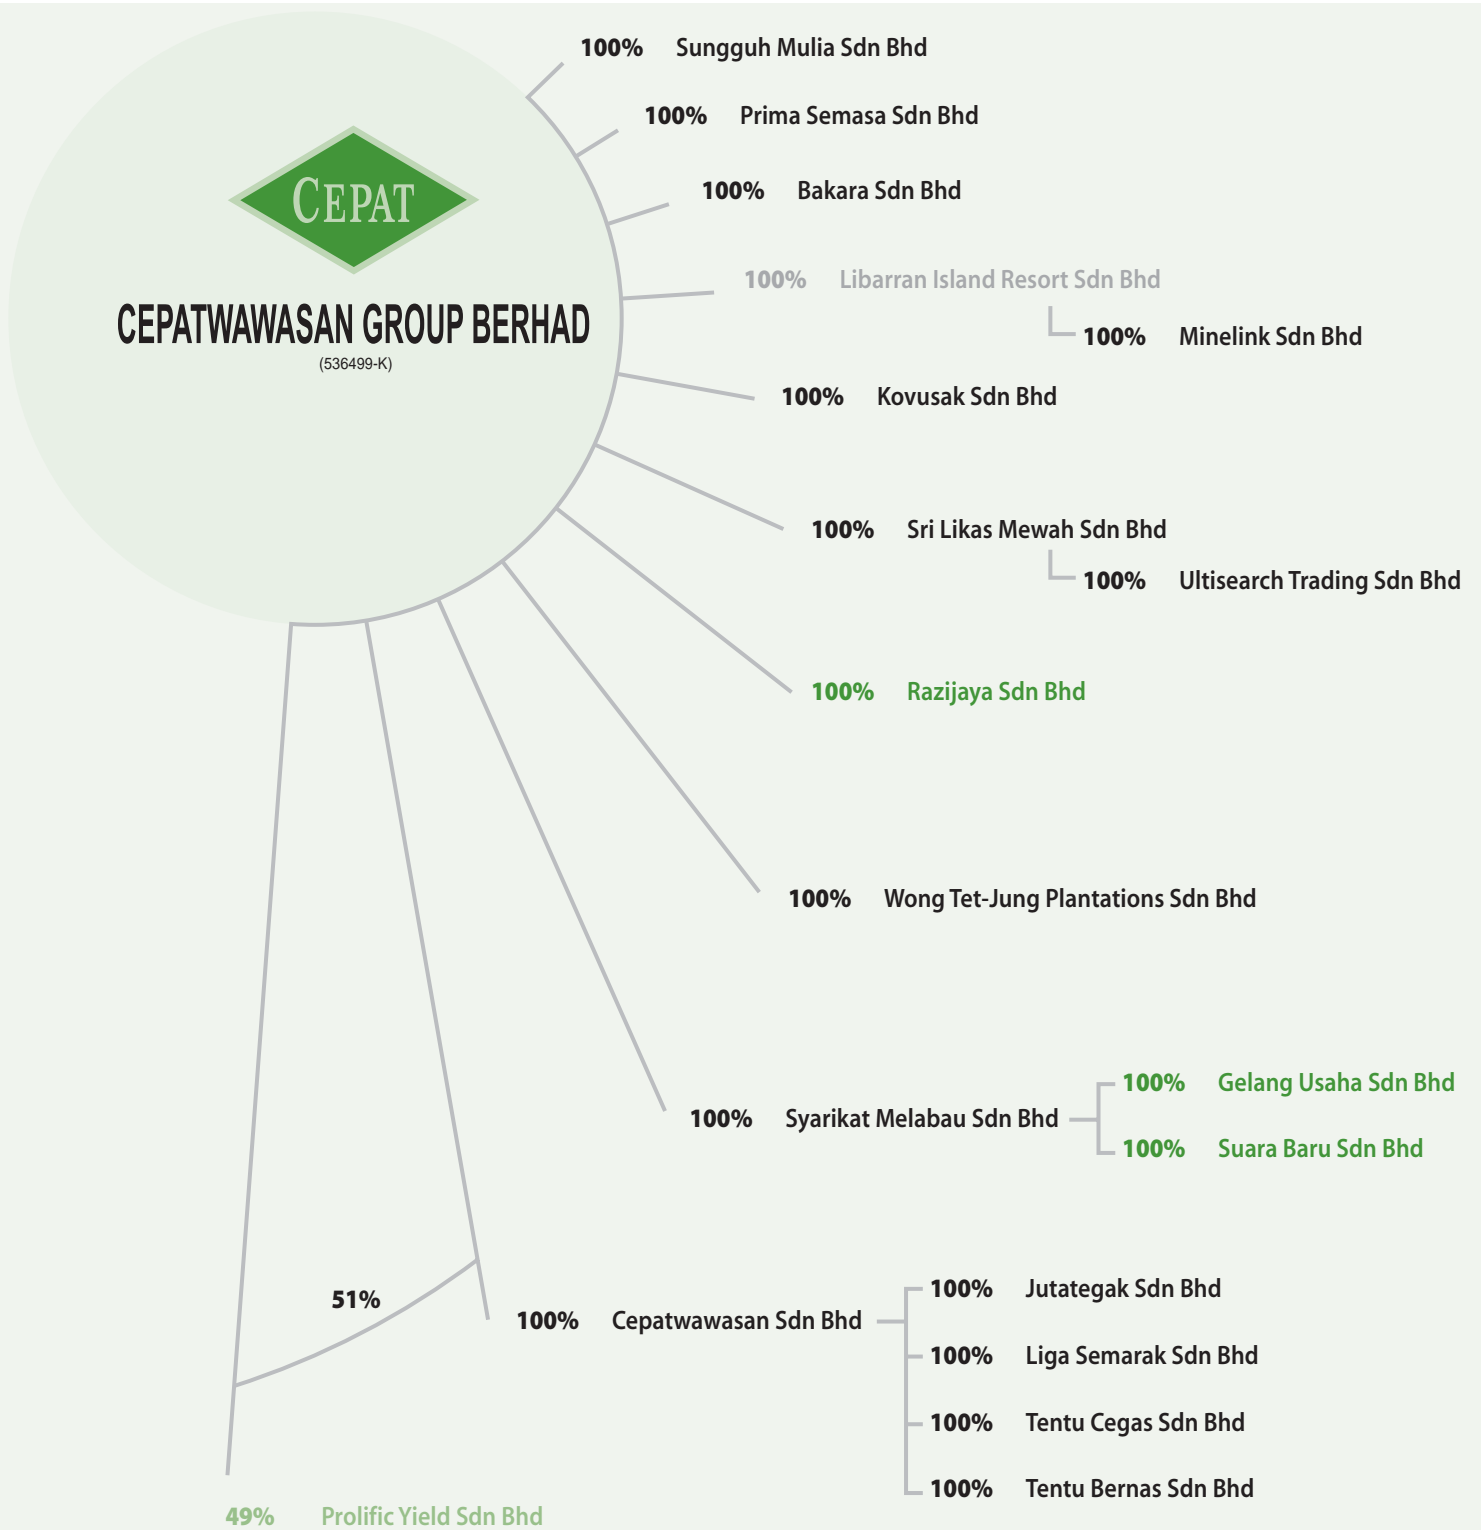 100% Sungguh Mulia Sdn Bhd
100% Prima Semasa Sdn Bhd
CEPAT
100% Bakara Sdn Bhd
100% Libarran Island Resort Sdn Bhd
CEPATWAWASAN GROUP BERHAD
(536499-K)
100% Minelink Sdn Bhd
100% Kovusak Sdn Bhd
100% Sri Likas Mewah Sdn Bhd
100% Ultisearch Trading Sdn Bhd
100% Razijaya Sdn Bhd
100% Wong Tet-Jung Plantations Sdn Bhd
100% Syarikat Melabau Sdn Bhd
100% Gelang Usaha Sdn Bhd
100% Suara Baru Sdn Bhd
51%
100% Cepatwawasan Sdn Bhd
100% Jutategak Sdn Bhd
100% Liga Semarak Sdn Bhd
100% Tentu Cegas Sdn Bhd
100% Tentu Bernas Sdn Bhd
49% Prolific Yield Sdn Bhd